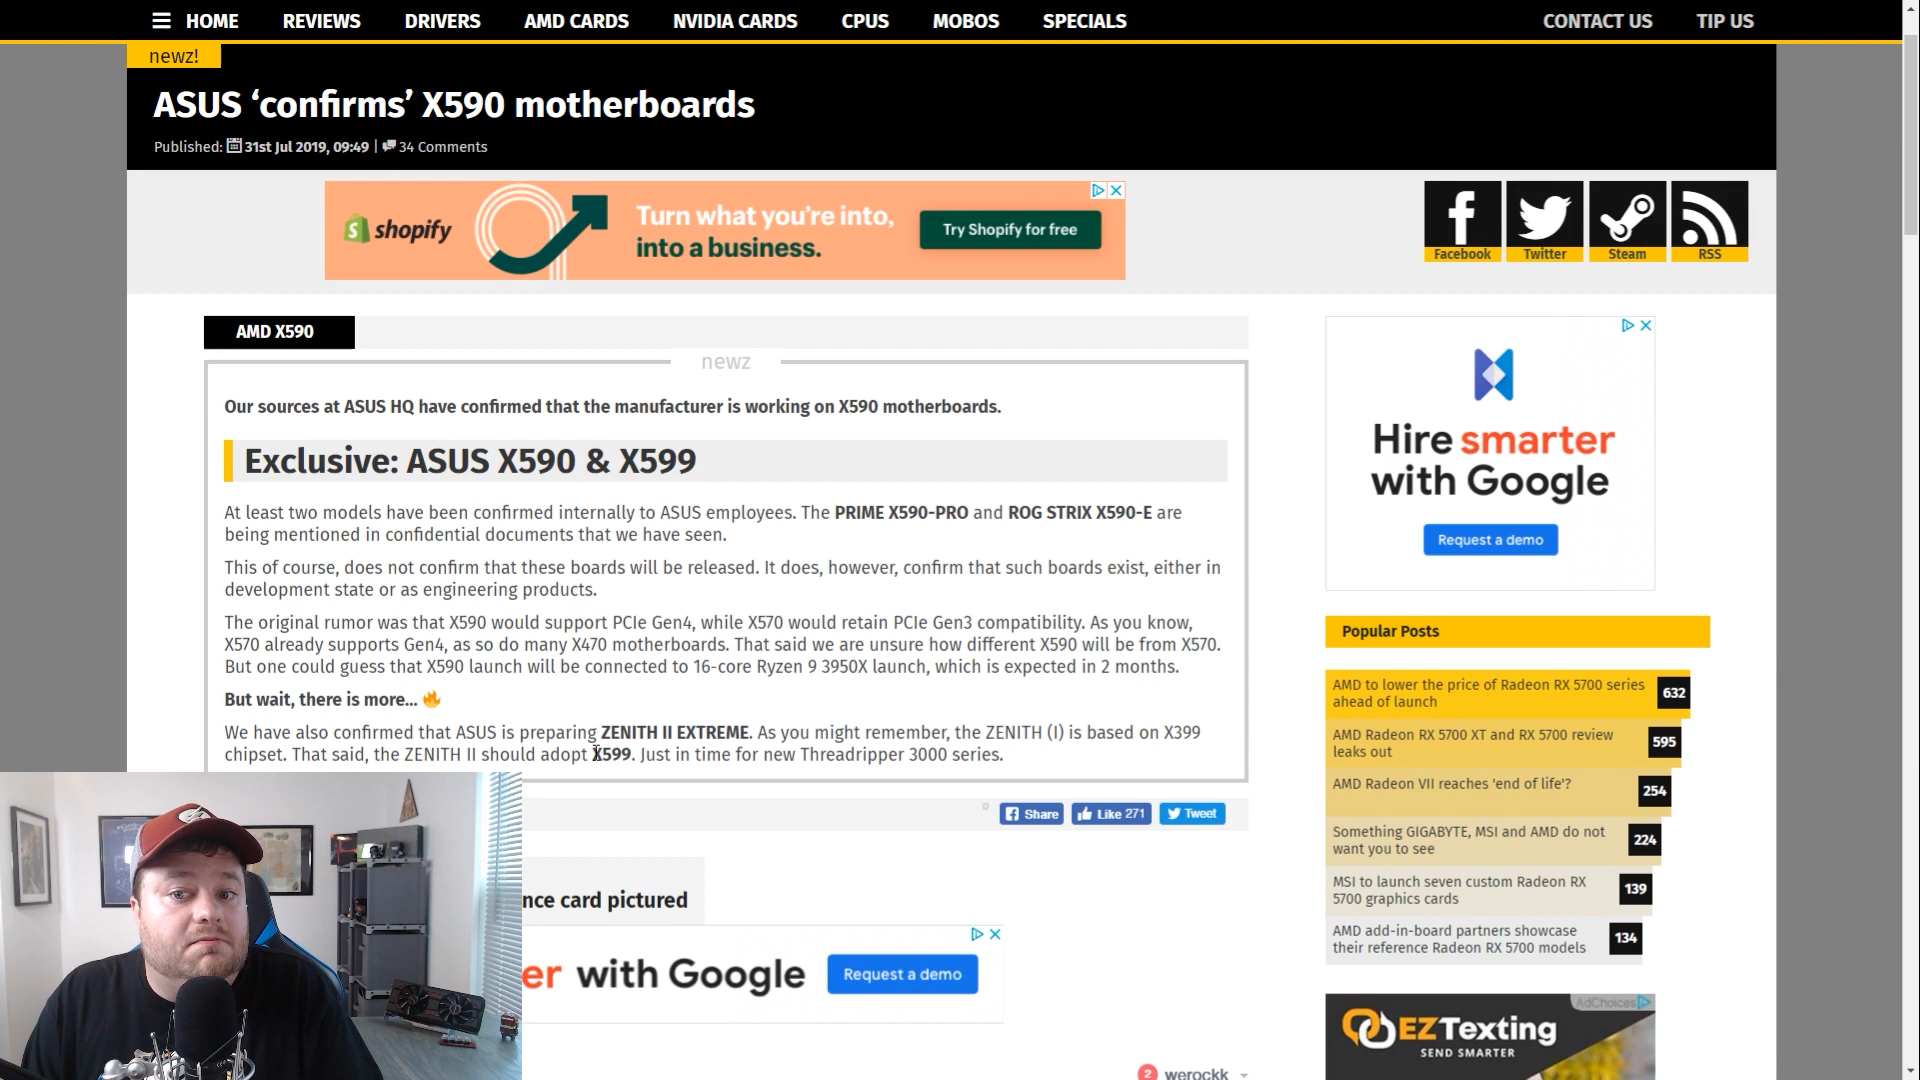 HOME REVIEWS DRIVERS AMD CARDS NVIDIA CARDS CPUS MOBOS SPECIALS CONTACT US TIP US
newz!
ASUS ‘confirms’ X590 motherboards
Published: 31st Jul 2019, 09:49 | 34 Comments
shopify
Turn what you're into,
into a business.
Try Shopify for free
Facebook Twitter Steam RSS
AMD X590
newz
Our sources at ASUS HQ have confirmed that the manufacturer is working on X590 motherboards.
Exclusive: ASUS X590 & X599
At least two models have been confirmed internally to ASUS employees. The PRIME X590-PRO and ROG STRIX X590-E are
being mentioned in confidential documents that we have seen.
This of course, does not confirm that these boards will be released. It does, however, confirm that such boards exist, either in
development state or as engineering products.
The original rumor was that X590 would support PCIe Gen4, while X570 would retain PCIe Gen3 compatibility. As you know,
X570 already supports Gen4, as so do many X470 motherboards. That said we are unsure how different X590 will be from X570.
But one could guess that X590 launch will be connected to 16-core Ryzen 9 3950X launch, which is expected in 2 months.
But wait, there is more... 🔥
We have also confirmed that ASUS is preparing ZENITH II EXTREME. As you might remember, the ZENITH (I) is based on X399
chipset. That said, the ZENITH II should adopt X599. Just in time for new Threadripper 3000 series.
Share Like 271 Tweet
nce card pictured
er with Google
Request a demo
2 werockk
Hire smarter
with Google
Request a demo
Popular Posts
AMD to lower the price of Radeon RX 5700 series
ahead of launch
632
AMD Radeon RX 5700 XT and RX 5700 review
leaks out
595
AMD Radeon VII reaches 'end of life'?
254
Something GIGABYTE, MSI and AMD do not
want you to see
224
MSI to launch seven custom Radeon RX
5700 graphics cards
139
AMD add-in-board partners showcase
their reference Radeon RX 5700 models
134
AdChoices
EZTexting
SEND SMARTER